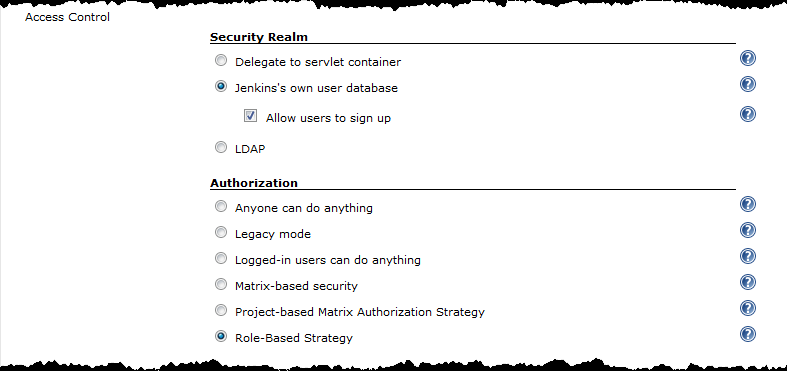 Access Control
Security Realm
Delegate to servlet container
Jenkins's own user database
Allow users to sign up
LDAP
Authorization
Anyone can do anything
Legacy mode
Logged-in users can do anything
Matrix-based security
Project-based Matrix Authorization Strategy
Role-Based Strategy